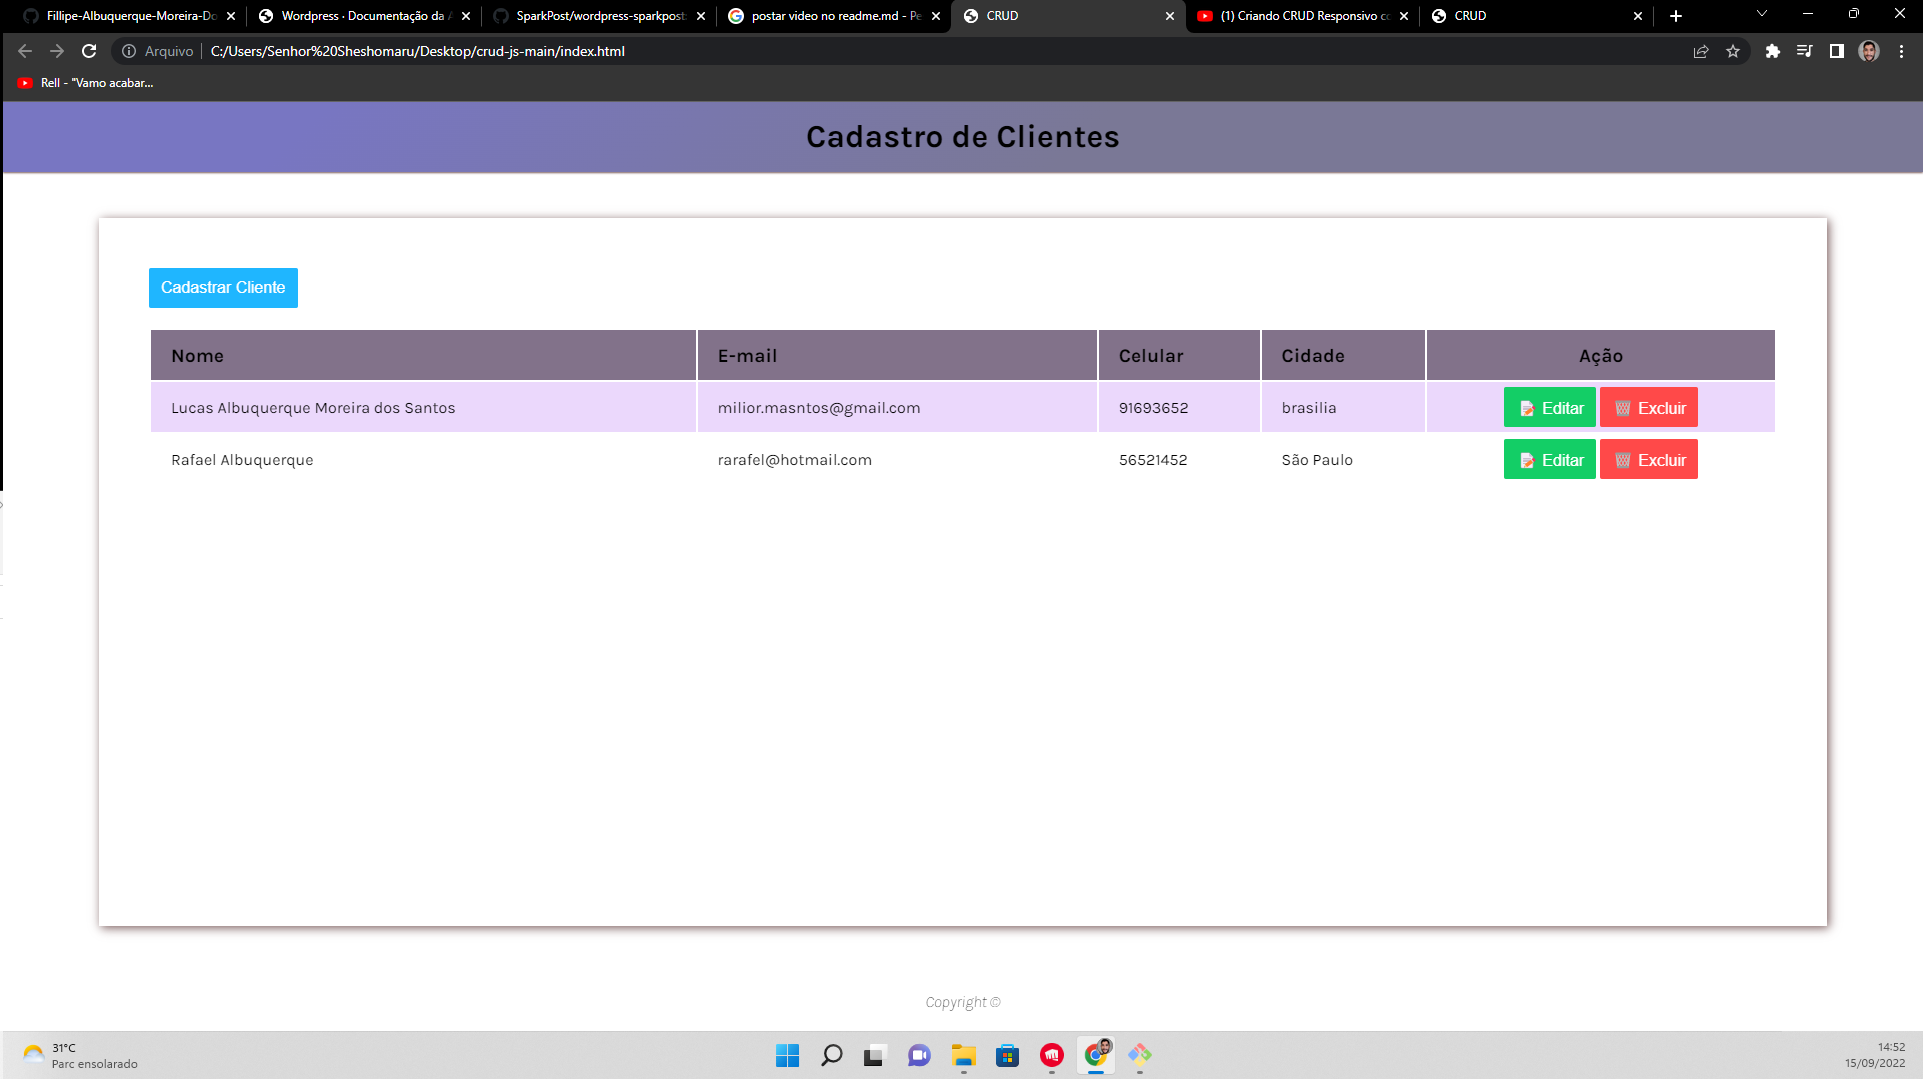 Fillipe-Albuquerque-Moreira-Do
Wordpress · Documentação da A
SparkPost/wordpress-sparkpost:
postar video no readme.md - Pe
CRUD
(1) Criando CRUD Responsivo co
CRUD
Arquivo
C:/Users/Senhor%20Sheshomaru/Desktop/crud-js-main/index.html
Rell - "Vamo acabar...
Cadastro de Clientes
Cadastrar Cliente
Nome E-mail Celular Cidade Ação
Lucas Albuquerque Moreira dos Santos milior.masntos@gmail.com 91693652 brasilia Editar Excluir
Rafael Albuquerque rarafel@hotmail.com 56521452 São Paulo Editar Excluir
Copyright ©
31°C
Parc ensolarado
14:52
15/09/2022